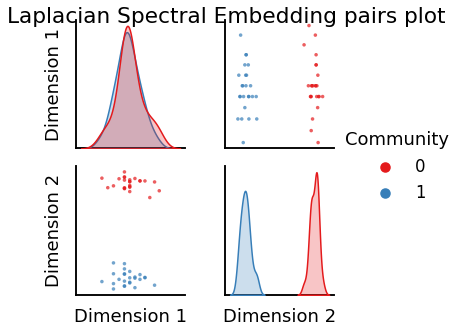 Laplacian Spectral Embedding pairs plot
Dimension 1
Community
0
1
Dimension 2
Dimension 1
Dimension 2